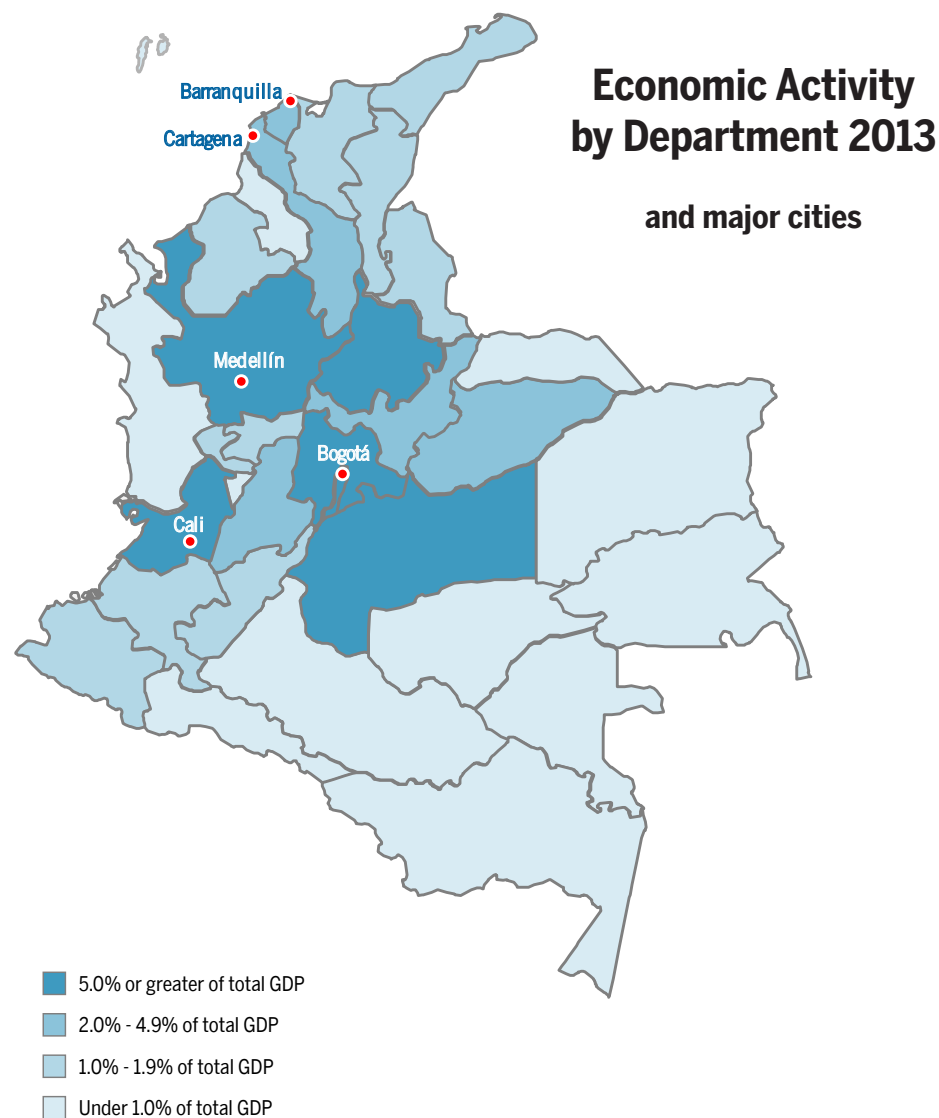 Economic Activity
by Department 2013
and major cities
Barranquilla
Cartagena
Medellín
Bogotá
Cali
5.0% or greater of total GDP
2.0% - 4.9% of total GDP
1.0% - 1.9% of total GDP
Under 1.0% of total GDP